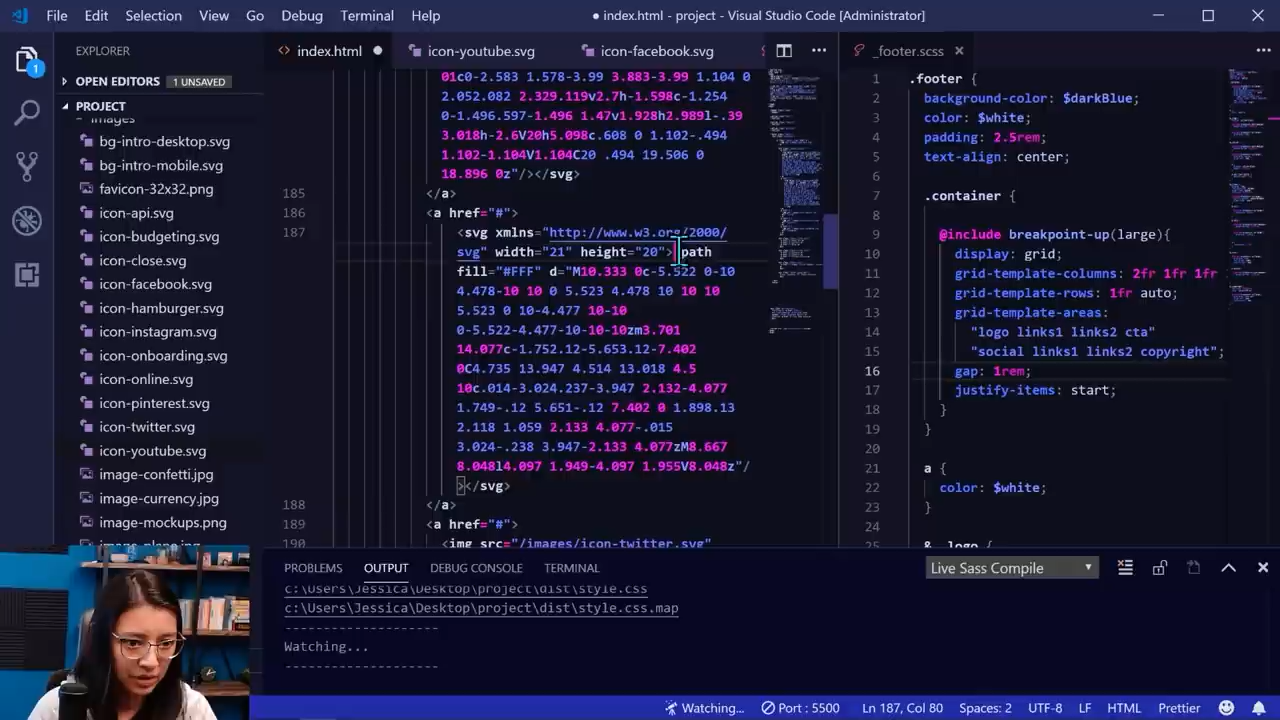 File Edit Selection View Go Debug Terminal Help
● index.html - project - Visual Studio Code [Administrator]
EXPLORER
OPEN EDITORS 1 UNSAVED
PROJECT
images
bg-intro-desktop.svg
bg-intro-mobile.svg
favicon-32x32.png
icon-api.svg
icon-budgeting.svg
icon-close.svg
icon-facebook.svg
icon-hamburger.svg
icon-instagram.svg
icon-onboarding.svg
icon-online.svg
icon-pinterest.svg
icon-twitter.svg
icon-youtube.svg
image-confetti.jpg
image-currency.jpg
image-mockups.png
image-plane.jpg
1
<> index.html ● icon-youtube.svg icon-facebook.svg
01c0-2.583 1.578-3.99 3.883-3.99 1.104 0
2.052.082 2.329.119v2.7h-1.598c-1.254
0-1.496.597-1.496 1.47v1.928h2.989l-.39
3.018h-2.6V20h5.098c.608 0 1.102-.494
1.102-1.104V1.104C20 .494 19.506 0
18.896 0z"/></svg>
185 </a>
186 <a href="#">
187 <svg xmlns="http://www.w3.org/2000/
svg" width="21" height="20"><path
fill="#FFF" d="M10.333 0c-5.522 0-10
4.478-10 10 0 5.523 4.478 10 10 10
5.523 0 10-4.477 10-10
0-5.522-4.477-10-10-10zm3.701
14.077c-1.752.12-5.653.12-7.402
0C4.735 13.947 4.514 13.018 4.5
10c.014-3.024.237-3.947 2.132-4.077
1.749-.12 5.651-.12 7.402 0 1.898.13
2.118 1.059 2.133 4.077-.015
3.024-.238 3.947-2.133 4.077zM8.667
8.048l4.097 1.949-4.097 1.955V8.048z"/
></svg>
188 </a>
189 <a href="#">
190 <img src="/images/icon-twitter.svg"
_footer.scss
1 .footer {
2 background-color: $darkBlue;
3 color: $white;
4 padding: 2.5rem;
5 text-align: center;
6
7 .container {
8
9 @include breakpoint-up(large){
10 display: grid;
11 grid-template-columns: 2fr 1fr 1fr
12 grid-template-rows: 1fr auto;
13 grid-template-areas:
14 "logo links1 links2 cta"
15 "social links1 links2 copyright";
16 gap: 1rem;
17 justify-items: start;
18 }
19 }
20
21 a {
22 color: $white;
23 }
24
25 &__logo {
PROBLEMS OUTPUT DEBUG CONSOLE TERMINAL
Live Sass Compile
c:\Users\Jessica\Desktop\project\dist\style.css
c:\Users\Jessica\Desktop\project\dist\style.css.map
--------------------
Watching...
--------------------
Watching... Port : 5500 Ln 187, Col 80 Spaces: 2 UTF-8 LF HTML Prettier